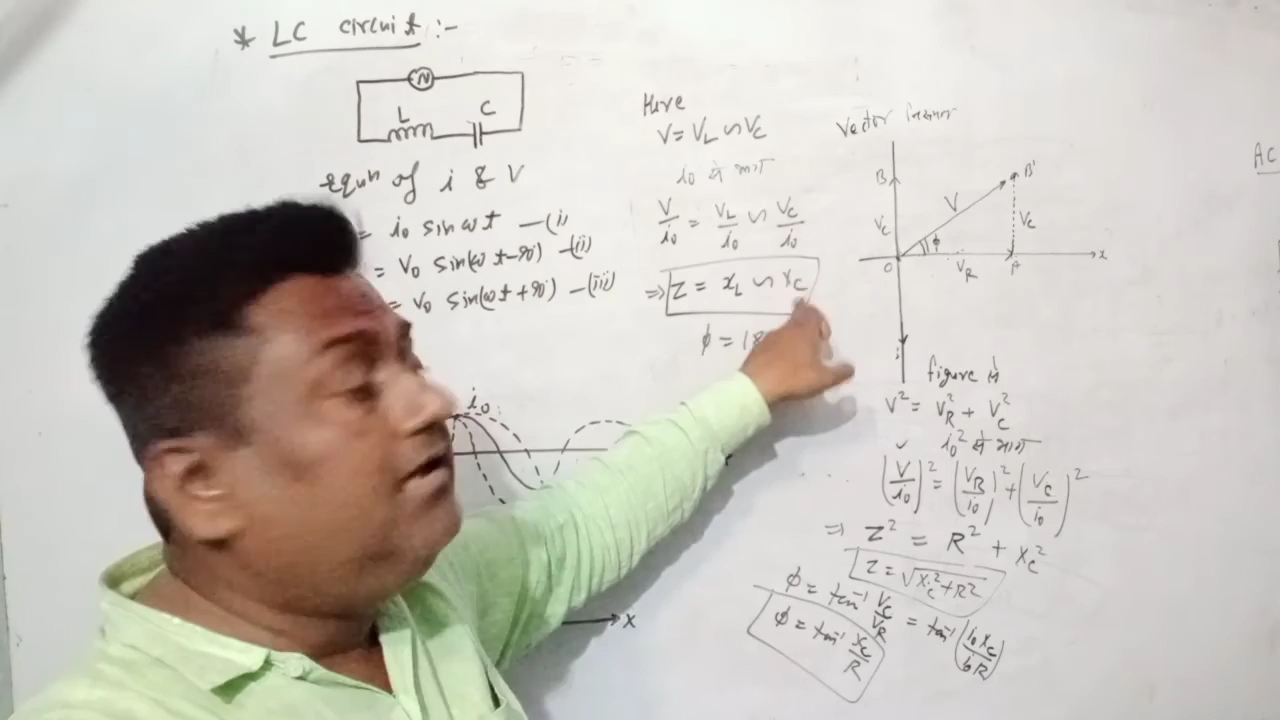 * LC circuit :-
L
C
equn of i & V
= i₀ sin ωt —(i)
= V₀ sin(ωt-90) —(ii)
= V₀ sin(ωt+90) —(iii)
i₀
x
Here
V = V_L ∽ V_C
i₀ से भाग
V/i₀ = V_L/i₀ ∽ V_C/i₀
⇒ Z = x_L ∽ x_C
ϕ = 18
Vector
B
B'
V
V_C
V_C
ϕ
O
V_R
A
x
figure से
V² = V_R² + V_C²
i₀² से भाग
(V/i₀)² = (V_R/i₀)² + (V_C/i₀)²
⇒ Z² = R² + x_C²
Z = √x_C²+R²
ϕ = tan⁻¹ V_C/V_R = tan⁻¹ (i₀x_C/i₀R)
ϕ = tan⁻¹ x_C/R
AC